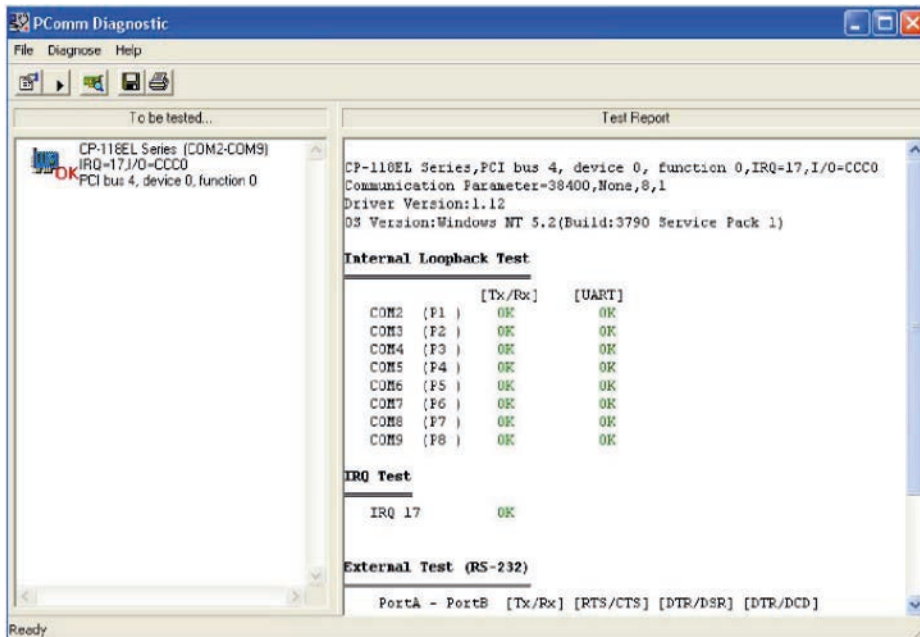 PComm Diagnostic
File Diagnose Help
To be tested...
Test Report
CP-118EL Series (COM2-COM9)
IRQ=17,I/O=CCC0
PCI bus 4, device 0, function 0
OK
CP-118EL Series,PCI bus 4, device 0, function 0,IRQ=17,I/O=CCC0
Communication Parameter=38400,None,8,1
Driver Version:1.12
OS Version:Windows NT 5.2(Build:3790 Service Pack 1)
Internal Loopback Test
[Tx/Rx] [UART]
COM2 (P1 ) OK OK
COM3 (P2 ) OK OK
COM4 (P3 ) OK OK
COM5 (P4 ) OK OK
COM6 (P5 ) OK OK
COM7 (P6 ) OK OK
COM8 (P7 ) OK OK
COM9 (P8 ) OK OK
IRQ Test
IRQ 17 OK
External Test (RS-232)
PortA - PortB [Tx/Rx] [RTS/CTS] [DTR/DSR] [DTR/DCD]
Ready